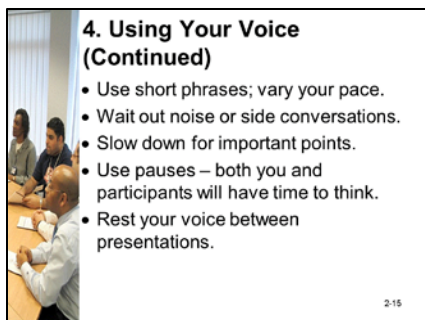 4. Using Your Voice
(Continued)
• Use short phrases; vary your pace.
• Wait out noise or side conversations.
• Slow down for important points.
• Use pauses – both you and
participants will have time to think.
• Rest your voice between
presentations.
2-15